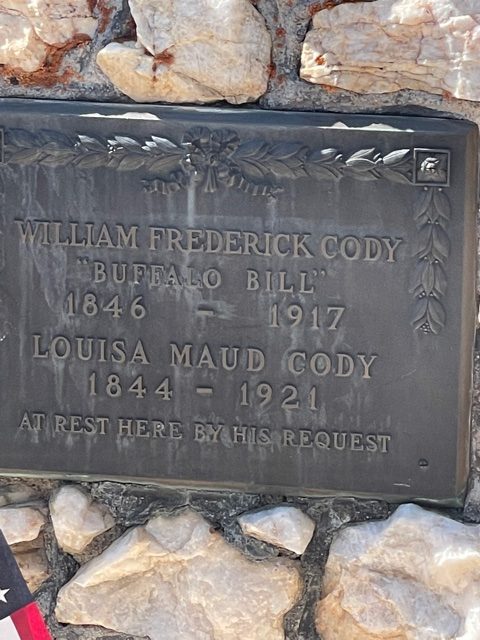 WILLIAM FREDERICK CODY
"BUFFALO BILL"
1846 - 1917
LOUISA MAUD CODY
1844 - 1921
AT REST HERE BY HIS REQUEST